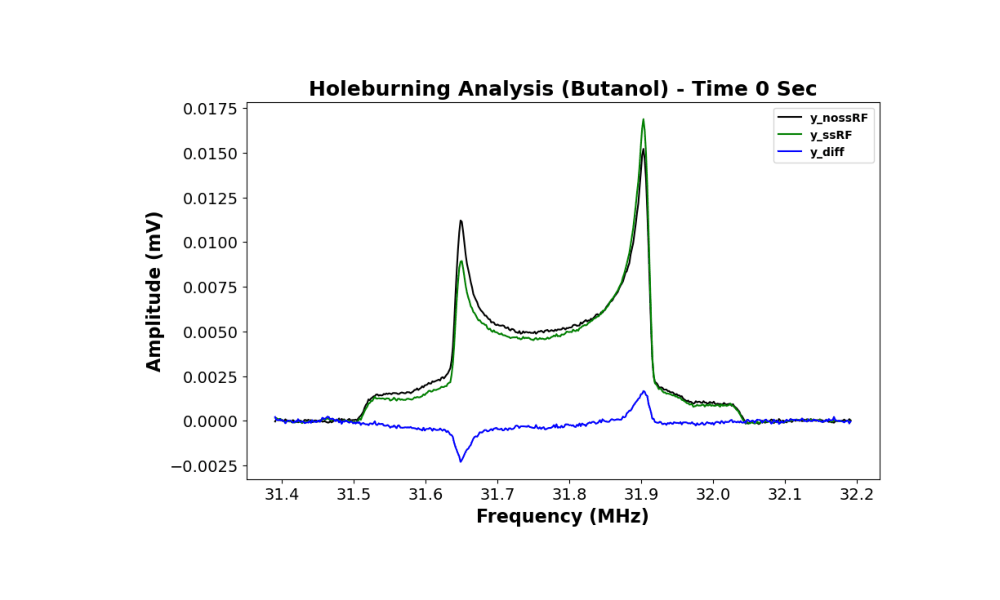 Holeburning Analysis (Butanol) - Time 0 Sec
y_nossRF
y_ssRF
y_diff
Amplitude (mV)
0.0175
0.0150
0.0125
0.0100
0.0075
0.0050
0.0025
0.0000
−0.0025
31.4 31.5 31.6 31.7 31.8 31.9 32.0 32.1 32.2
Frequency (MHz)